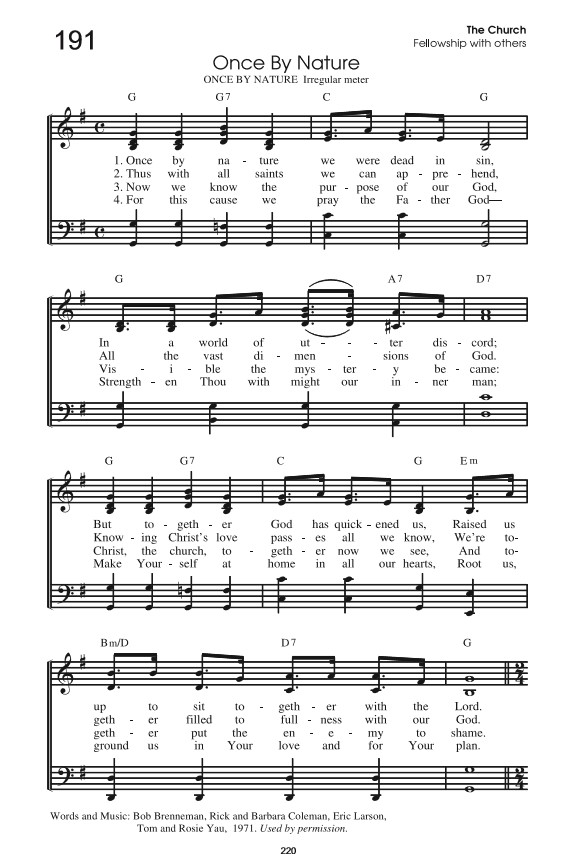 191
The Church
Fellowship with others
Once By Nature
ONCE BY NATURE Irregular meter
G G7 C G
1. Once by na - ture we were dead in sin,
2. Thus with all saints we can ap - pre - hend,
3. Now we know the pur - pose of our God,
4. For this cause we pray the Fa - ther God—
G A7 D7
In a world of ut - - - ter dis - cord;
All the vast di - men - sions of God.
Vis - i - ble the mys - ter - y be - came:
Strength - en Thou with might our in - ner man;
G G7 C G Em
But to - geth - er God has quick - ened us, Raised us
Know - ing Christ's love pass - es all we know, We're to-
Christ, the church, to - geth - er now we see, And to-
Make Your - self at home in all our hearts, Root us,
Bm/D D7 G
up to sit to - geth - er with the Lord.
geth - er filled to full - ness with our God.
geth - er put the en - e - my to shame.
ground us in Your love and for Your plan.
Words and Music: Bob Brenneman, Rick and Barbara Coleman, Eric Larson,
Tom and Rosie Yau, 1971. Used by permission.
220